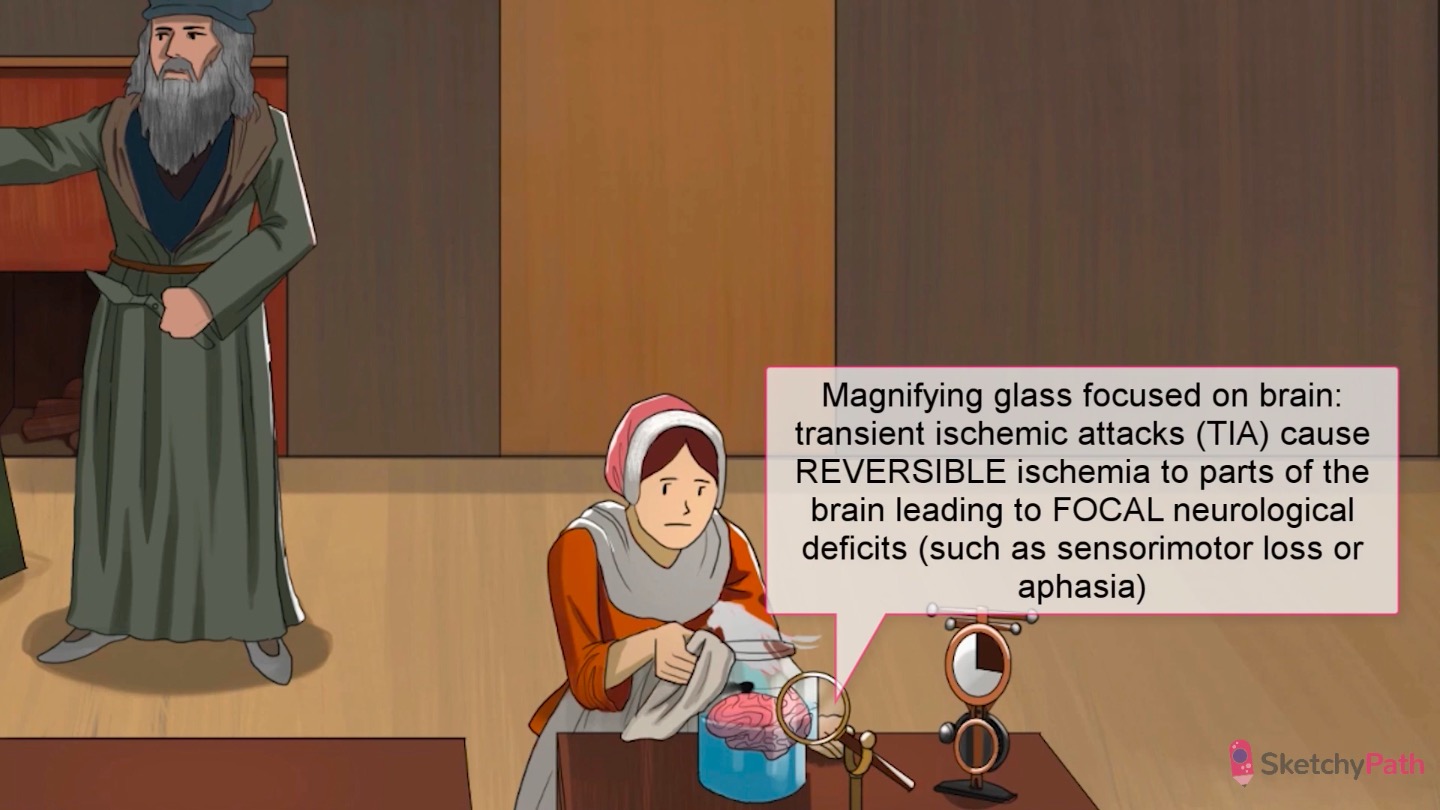 Magnifying glass focused on brain:
transient ischemic attacks (TIA) cause
REVERSIBLE ischemia to parts of the
brain leading to FOCAL neurological
deficits (such as sensorimotor loss or
aphasia)
SketchyPath